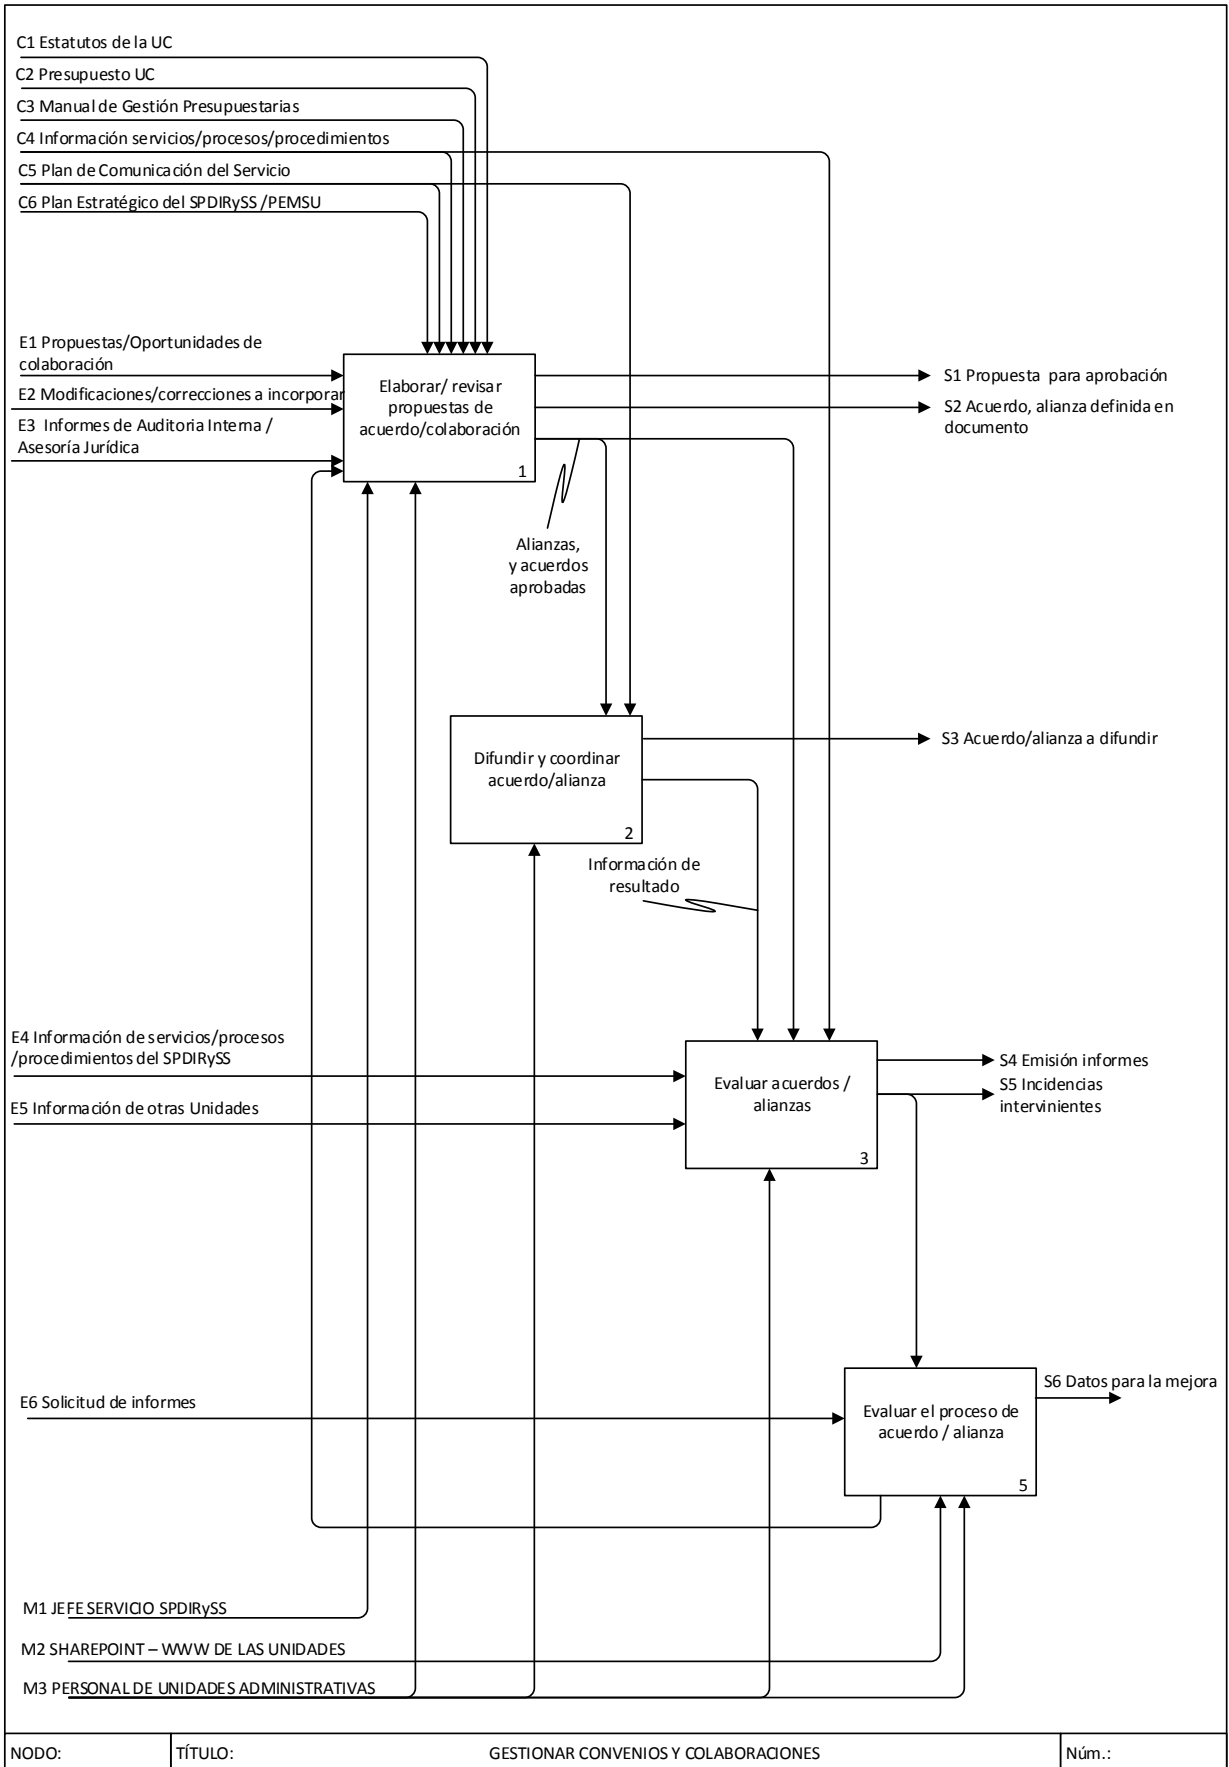 C1 Estatutos de la UC
C2 Presupuesto UC
C3 Manual de Gestión Presupuestarias
C4 Información servicios/procesos/procedimientos
C5 Plan de Comunicación del Servicio
C6 Plan Estratégico del SPDIRySS /PEMSU
E1 Propuestas/Oportunidades de
colaboración
E2 Modificaciones/correcciones a incorporar
E3 Informes de Auditoria Interna /
Asesoría Jurídica
Elaborar/ revisar
propuestas de
acuerdo/colaboración
1
S1 Propuesta para aprobación
S2 Acuerdo, alianza definida en
documento
Alianzas,
y acuerdos
aprobadas
Difundir y coordinar
acuerdo/alianza
2
S3 Acuerdo/alianza a difundir
Información de
resultado
E4 Información de servicios/procesos
/procedimientos del SPDIRySS
E5 Información de otras Unidades
Evaluar acuerdos /
alianzas
3
S4 Emisión informes
S5 Incidencias
intervinientes
E6 Solicitud de informes
Evaluar el proceso de
acuerdo / alianza
5
S6 Datos para la mejora
M1 JEFE SERVICIO SPDIRySS
M2 SHAREPOINT – WWW DE LAS UNIDADES
M3 PERSONAL DE UNIDADES ADMINISTRATIVAS
NODO:
TÍTULO:
GESTIONAR CONVENIOS Y COLABORACIONES
Núm.: